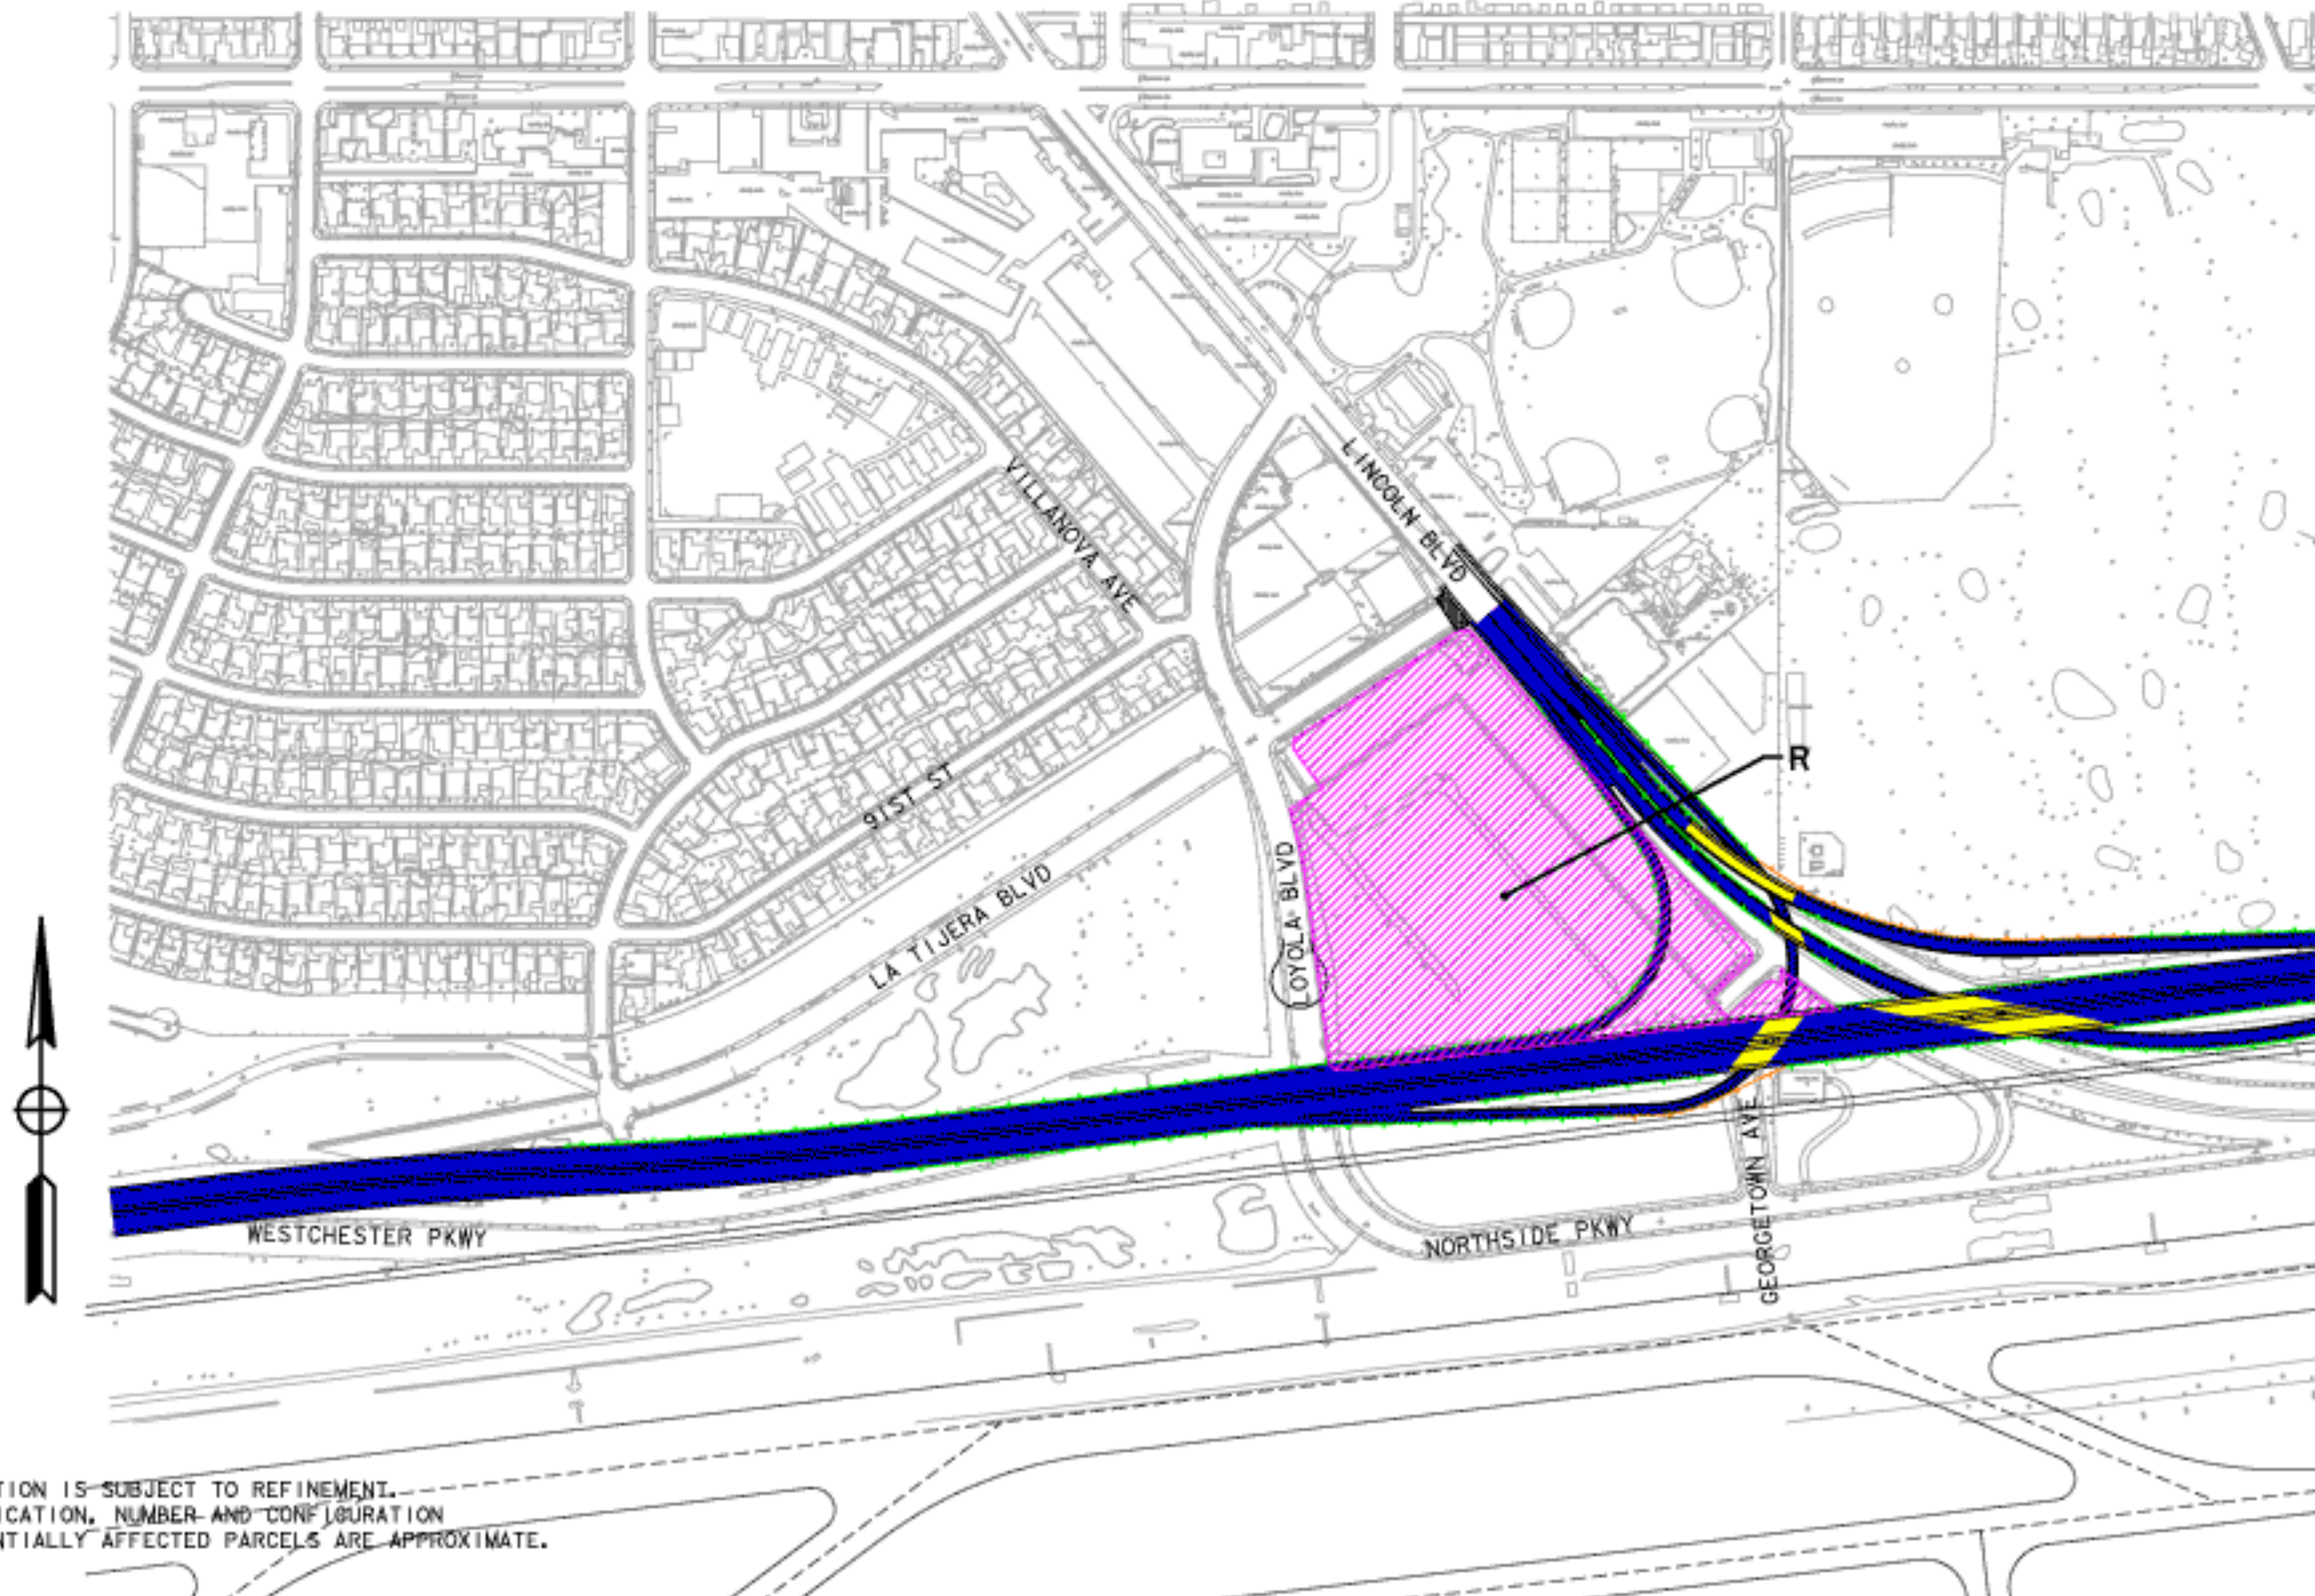 LINCOLN BLVD
VILLANOVA AVE
R
91ST ST
LA TIJERA BLVD
LOYOLA BLVD
WESTCHESTER PKWY
NORTHSIDE PKWY
GEORGETOWN AVE
TION IS SUBJECT TO REFINEMENT.
ICATION, NUMBER AND CONFIGURATION
NTIALLY AFFECTED PARCELS ARE APPROXIMATE.